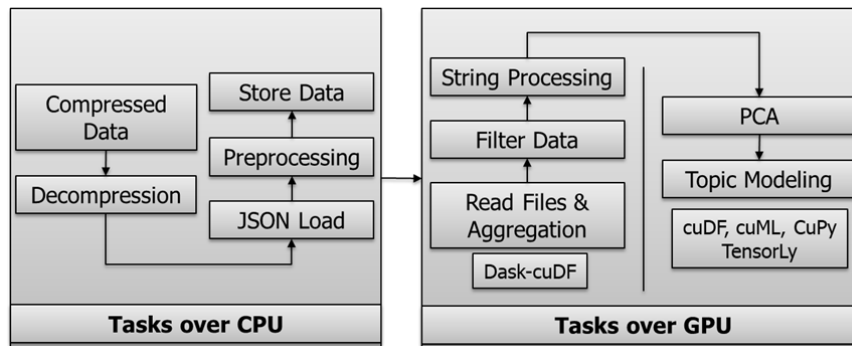 Compressed
Data
Decompression
Store Data
Preprocessing
JSON Load
Tasks over CPU
String Processing
Filter Data
Read Files &
Aggregation
Dask-cuDF
PCA
Topic Modeling
cuDF, cuML, CuPy
TensorLy
Tasks over GPU